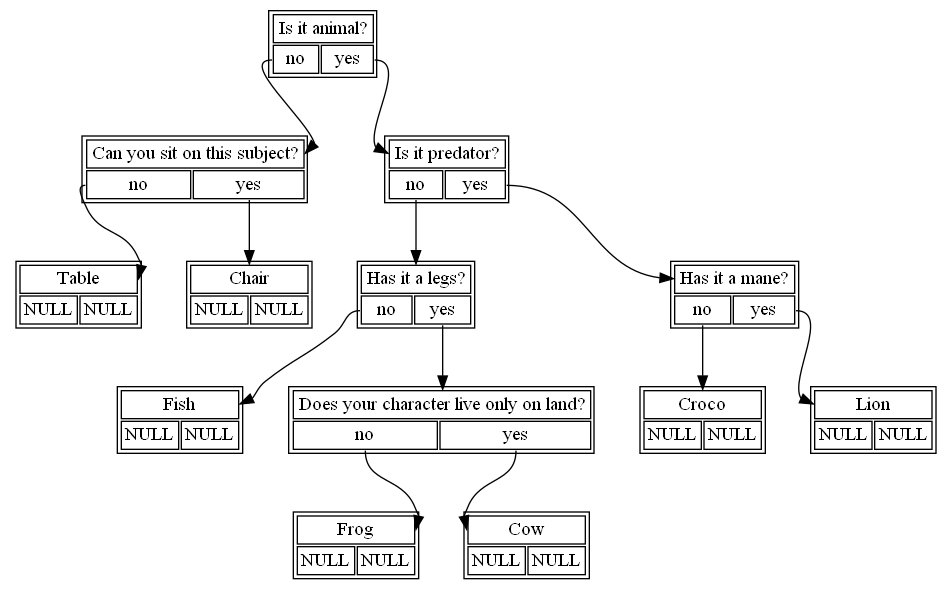 Is it animal?
no yes
Can you sit on this subject?
no yes
Is it predator?
no yes
Table
NULL NULL
Chair
NULL NULL
Has it a legs?
no yes
Has it a mane?
no yes
Fish
NULL NULL
Does your character live only on land?
no yes
Croco
NULL NULL
Lion
NULL NULL
Frog
NULL NULL
Cow
NULL NULL